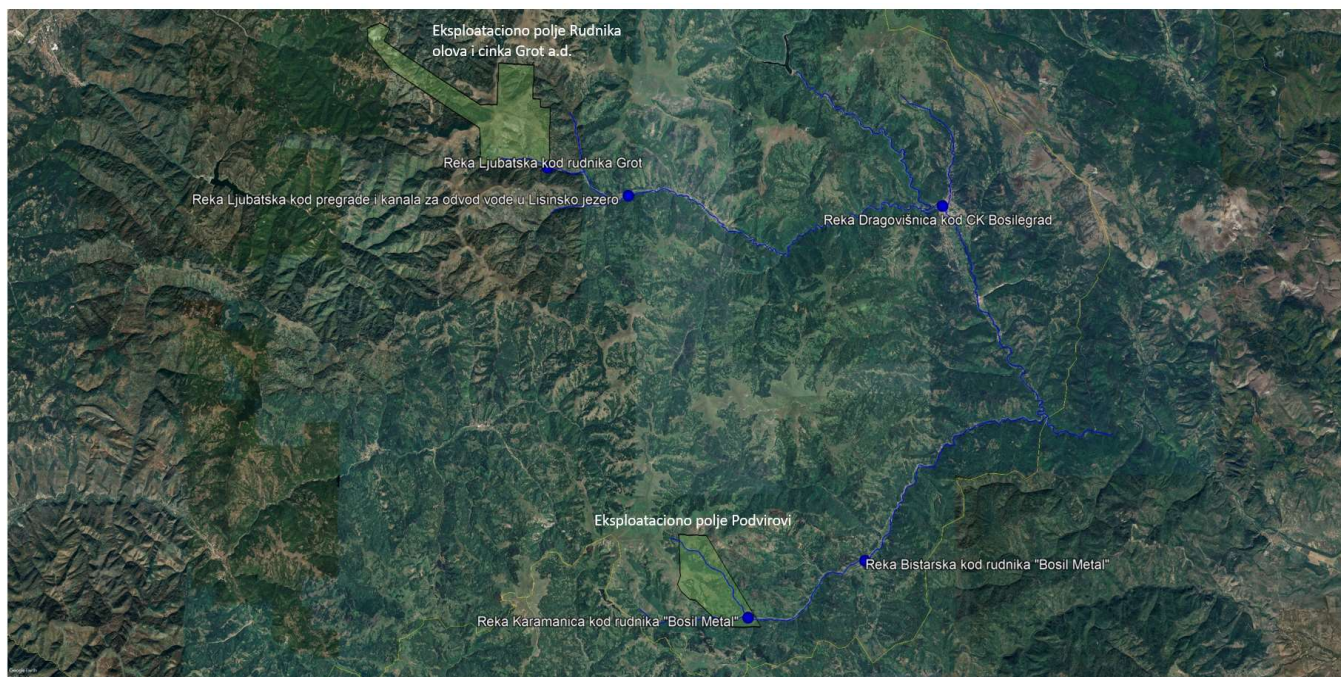 Eksploataciono polje Rudnika
olova i cinka Grot a.d.
Reka Ljubatska kod rudnika Grot
Reka Ljubatska kod pregrade i kanala za odvod vode u Lisinsko jezero
Reka Dragovišnica kod CK Bosilegrad
Eksploataciono polje Podvirovi
Reka Bistarska kod rudnika "Bosil Metal"
Reka Karamanica kod rudnika "Bosil Metal"
Google Earth